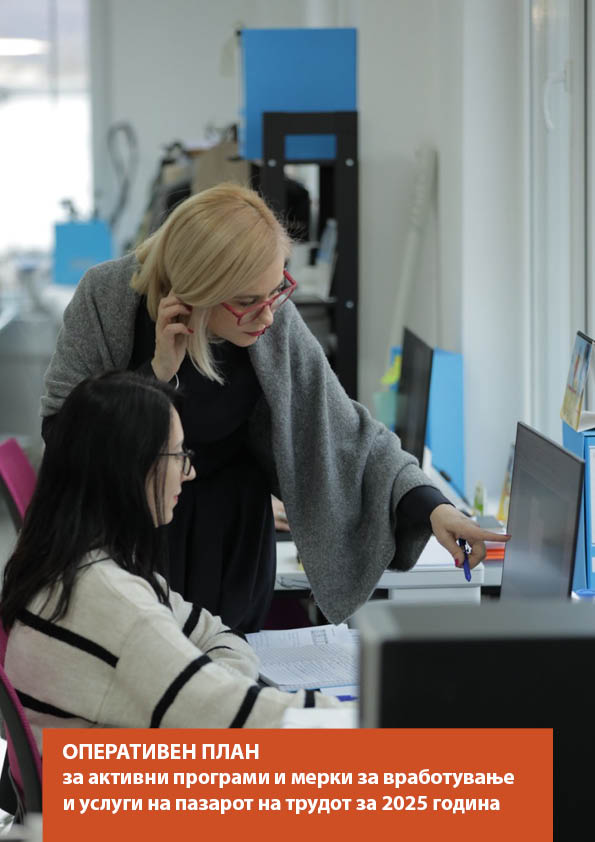 ОПЕРАТИВЕН ПЛАН
за активни програми и мерки за вработување
и услуги на пазарот на трудот за 2025 година